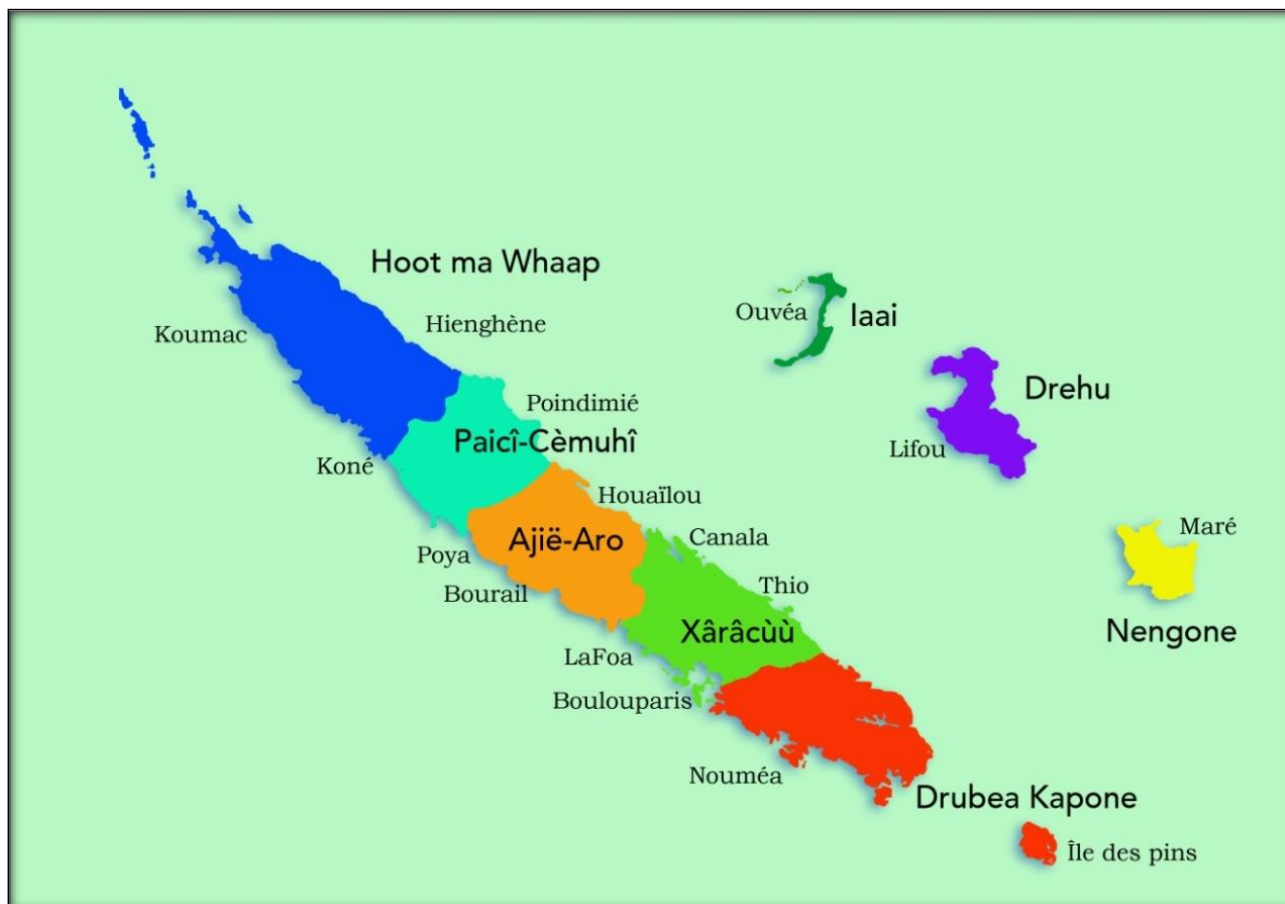 Hoot ma Whaap
Hienghène
Koumac
Ouvéa
Iaai
Drehu
Lifou
Poindimié
Paicî-Cèmuhî
Koné
Houaïlou
Ajië-Aro
Poya
Bourail
Canala
Thio
Maré
Nengone
Xârâcùù
LaFoa
Boulouparis
Nouméa
Drubea Kapone
Île des pins